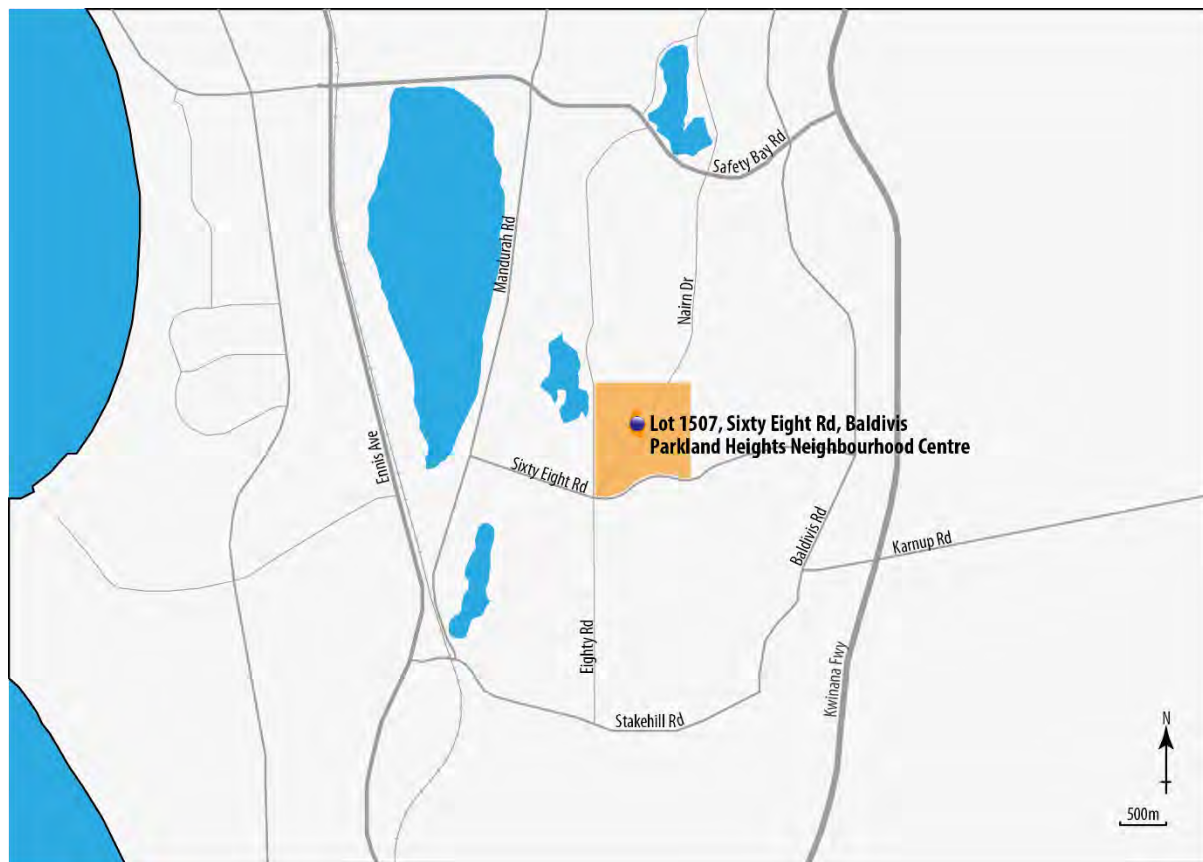 Safety Bay Rd
Mandurah Rd
Nairn Dr
Lot 1507, Sixty Eight Rd, Baldivis
Parkland Heights Neighbourhood Centre
Ennis Ave
Sixty Eight Rd
Baldivis Rd
Karnup Rd
Eighty Rd
Kwinana Fwy
Stakehill Rd
N
500m